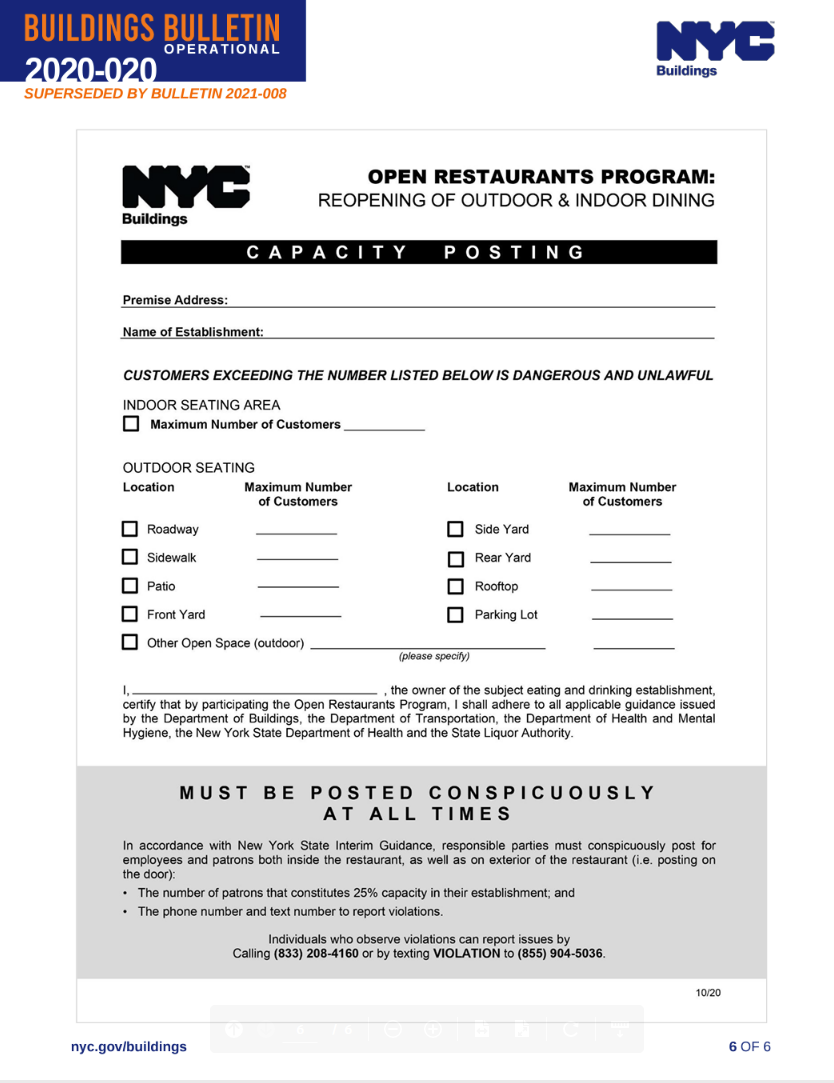 BUILDINGS BULLETIN
OPERATIONAL
2020-020
SUPERSEDED BY BULLETIN 2021-008
NYC™
Buildings
NYC™
Buildings
OPEN RESTAURANTS PROGRAM:
REOPENING OF OUTDOOR & INDOOR DINING
CAPACITY POSTING
Premise Address:
Name of Establishment:
CUSTOMERS EXCEEDING THE NUMBER LISTED BELOW IS DANGEROUS AND UNLAWFUL
INDOOR SEATING AREA
Maximum Number of Customers
OUTDOOR SEATING
Location Maximum Number of Customers Location Maximum Number of Customers
Roadway Side Yard
Sidewalk Rear Yard
Patio Rooftop
Front Yard Parking Lot
Other Open Space (outdoor)
(please specify)
I, , the owner of the subject eating and drinking establishment,
certify that by participating the Open Restaurants Program, I shall adhere to all applicable guidance issued
by the Department of Buildings, the Department of Transportation, the Department of Health and Mental
Hygiene, the New York State Department of Health and the State Liquor Authority.
MUST BE POSTED CONSPICUOUSLY
AT ALL TIMES
In accordance with New York State Interim Guidance, responsible parties must conspicuously post for
employees and patrons both inside the restaurant, as well as on exterior of the restaurant (i.e. posting on
the door):
• The number of patrons that constitutes 25% capacity in their establishment; and
• The phone number and text number to report violations.
Individuals who observe violations can report issues by
Calling (833) 208-4160 or by texting VIOLATION to (855) 904-5036.
10/20
6 / 6
nyc.gov/buildings
6 OF 6